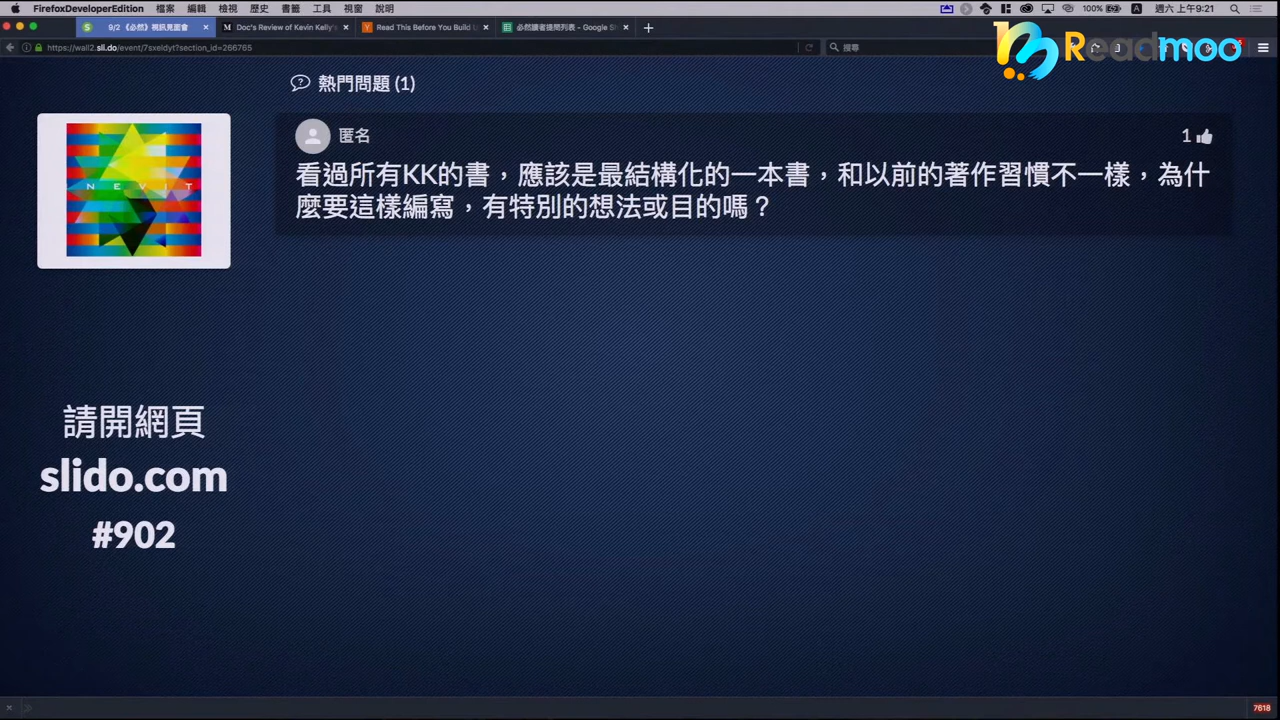 FirefoxDeveloperEdition 檔案 編輯 檢視 歷史 書籤 工具 視窗 說明 100% 週六 上午9:21
9/2 《必然》視訊見面會 Doc's Review of Kevin Kelly' Read This Before You Build 必然讀者提問列表 - Google S
https://wall2.sli.do/event/7sxeldyt?section_id=266765 搜尋
Readmoo
熱門問題 (1)
匿名 1
看過所有KK的書，應該是最結構化的一本書，和以前的著作習慣不一樣，為什
麼要這樣編寫，有特別的想法或目的嗎？
NEVIT
請開網頁
slido.com
#902
7618